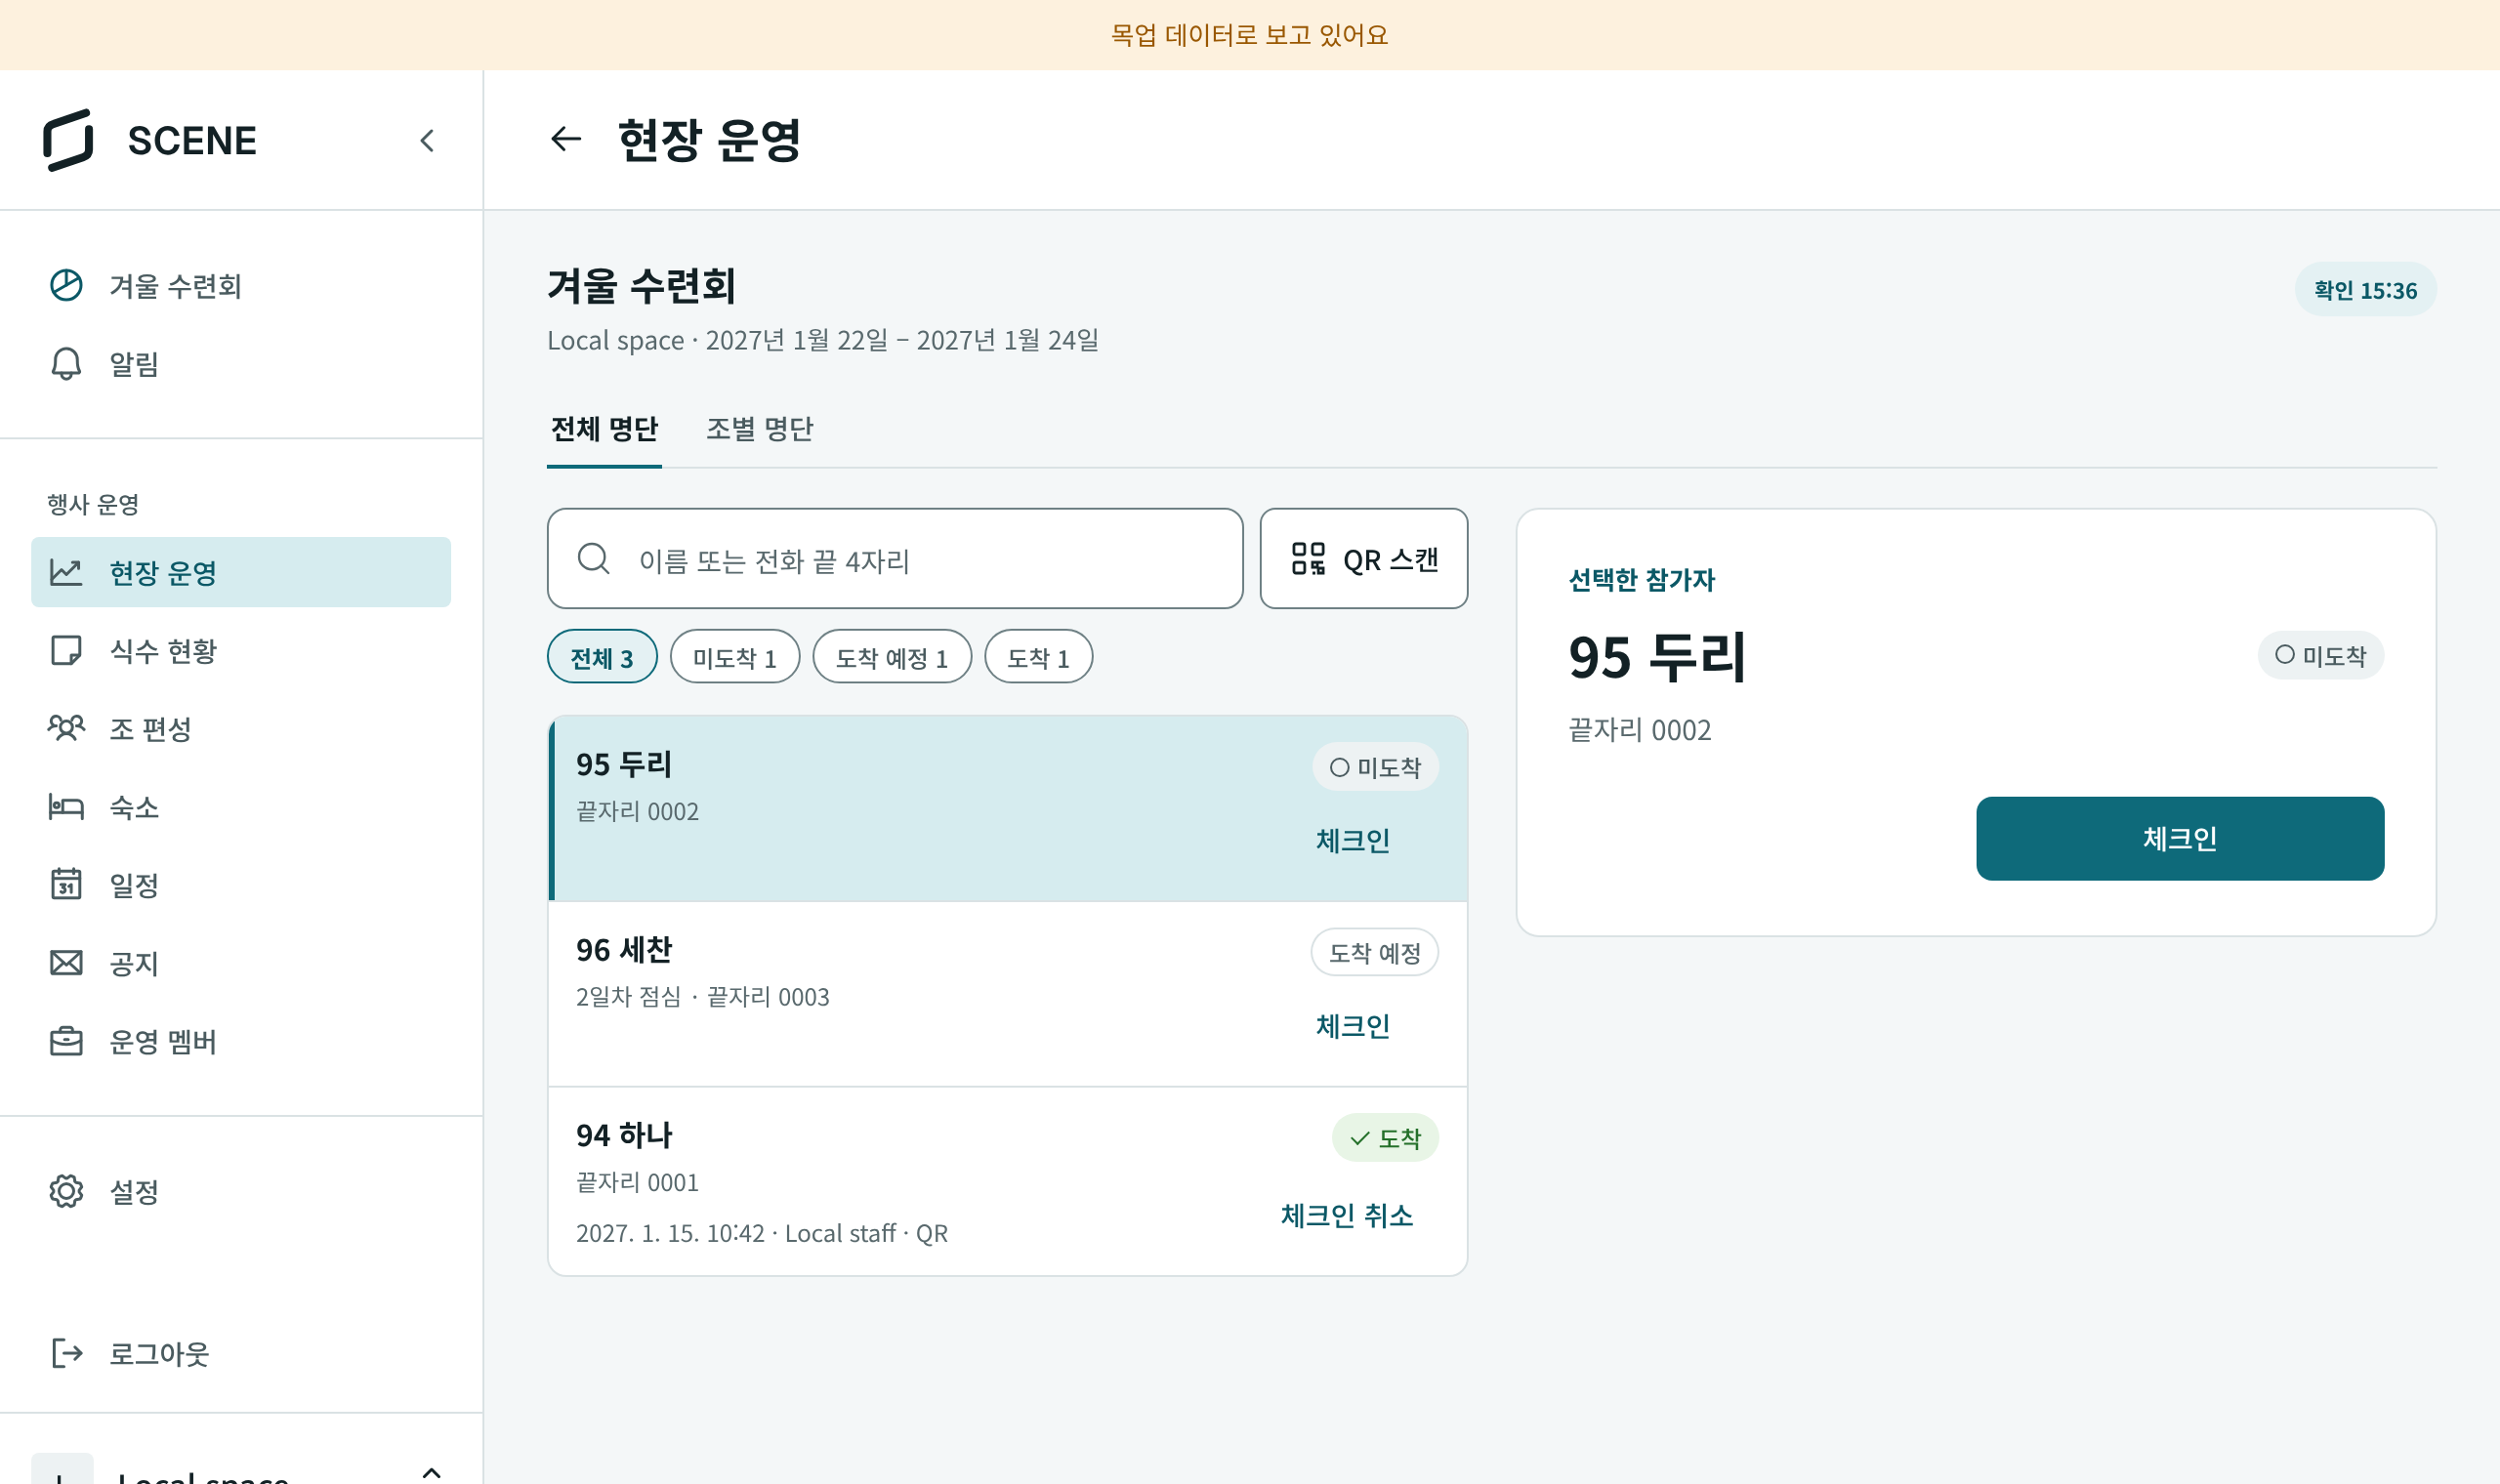 목업 데이터로 보고 있어요
SCENE
현장 운영
겨울 수련회
알림
행사 운영
현장 운영
식수 현황
조 편성
숙소
31
일정
공지
운영 멤버
설정
로그아웃
Local space
겨울 수련회
확인 15:36
Local space · 2027년 1월 22일 – 2027년 1월 24일
전체 명단
조별 명단
이름 또는 전화 끝 4자리
QR 스캔
전체 3
미도착 1
도착 예정 1
도착 1
95 두리
미도착
끝자리 0002
체크인
96 세찬
도착 예정
2일차 점심 · 끝자리 0003
체크인
94 하나
도착
끝자리 0001
체크인 취소
2027. 1. 15. 10:42 · Local staff · QR
선택한 참가자
95 두리
미도착
끝자리 0002
체크인